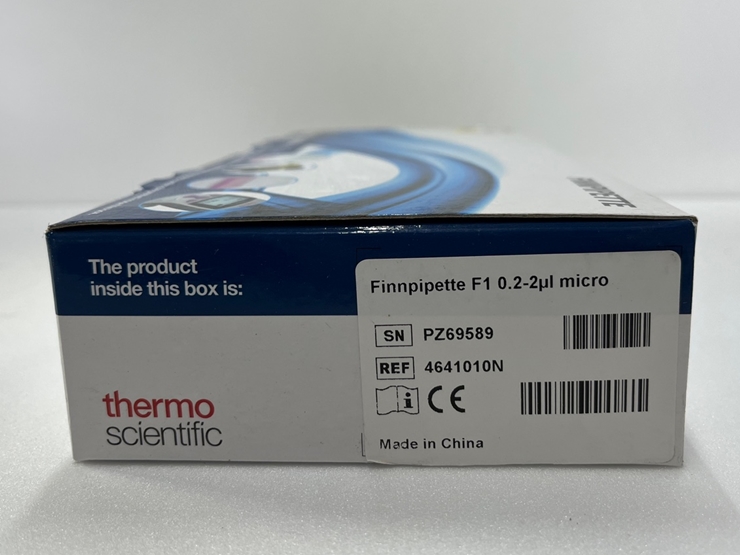 FINNPIPETTE
The product
inside this box is:
Finnpipette F1 0.2-2µl micro
SN PZ69589
REF 4641010N
i CE
Made in China
thermo
scientific